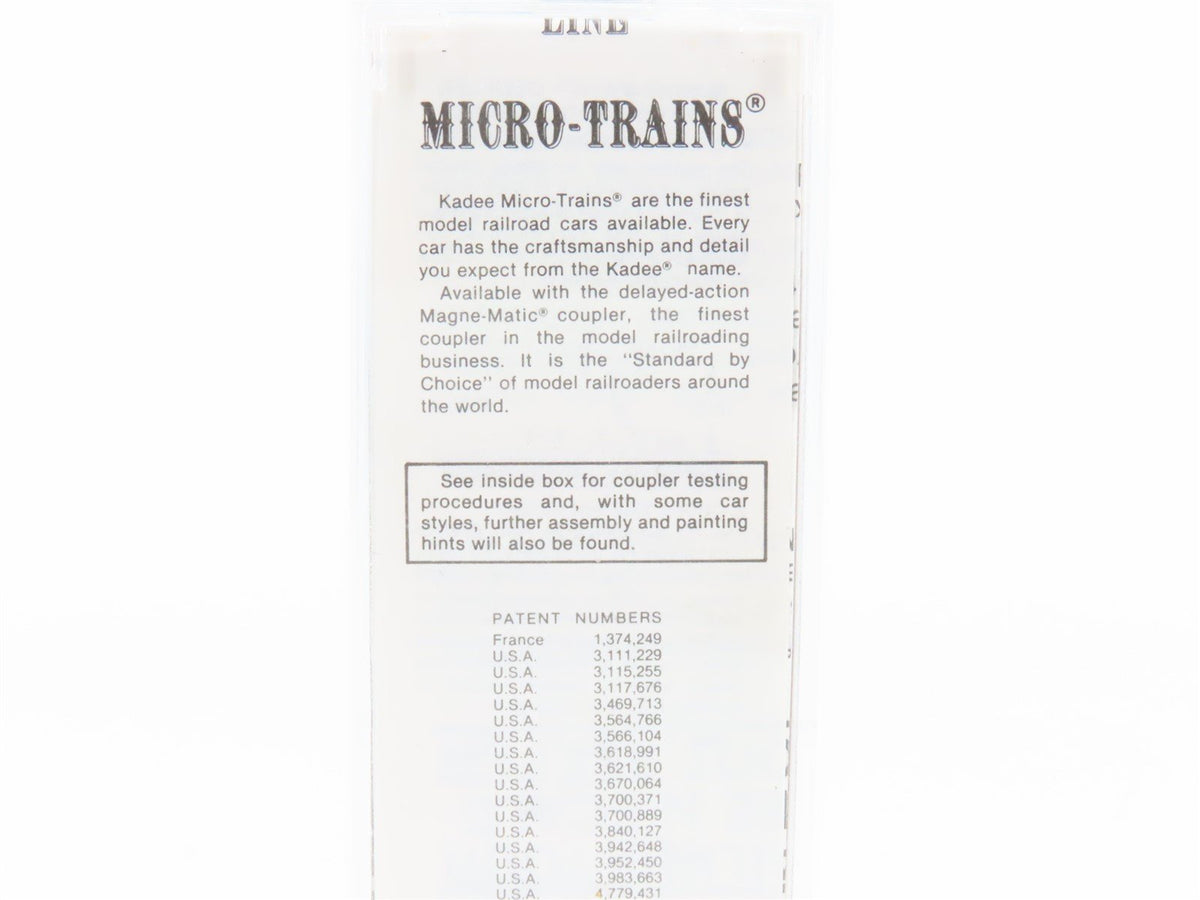 LINE
MICRO-TRAINS®
Kadee Micro-Trains® are the finest
model railroad cars available. Every
car has the craftsmanship and detail
you expect from the Kadee® name.
Available with the delayed-action
Magne-Matic® coupler, the finest
coupler in the model railroading
business. It is the "Standard by
Choice" of model railroaders around
the world.
See inside box for coupler testing
procedures and, with some car
styles, further assembly and painting
hints will also be found.
PATENT NUMBERS
France 1,374,249
U.S.A. 3,111,229
U.S.A. 3,115,255
U.S.A. 3,117,676
U.S.A. 3,469,713
U.S.A. 3,564,766
U.S.A. 3,566,104
U.S.A. 3,618,991
U.S.A. 3,621,610
U.S.A. 3,670,064
U.S.A. 3,700,371
U.S.A. 3,700,889
U.S.A. 3,840,127
U.S.A. 3,942,648
U.S.A. 3,952,450
U.S.A. 3,983,663
U.S.A. 4,779,431